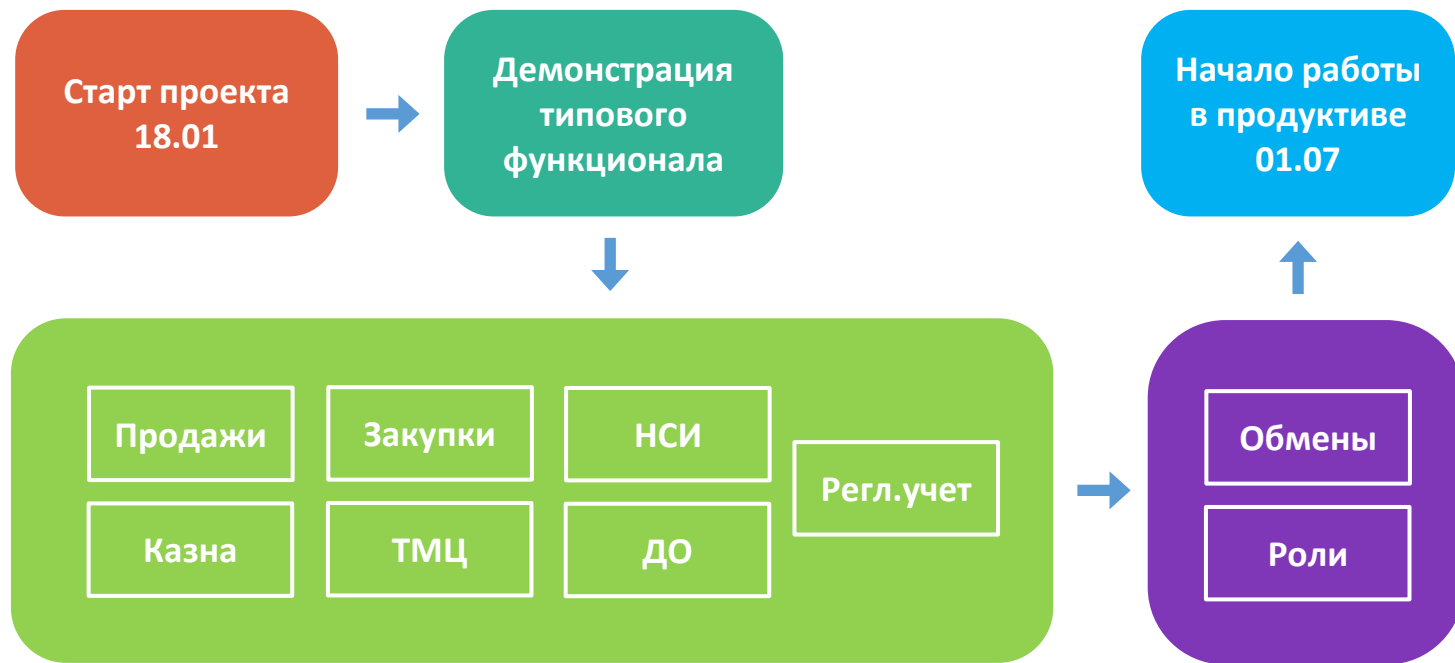 Старт проекта
18.01
Демонстрация
типового
функционала
Начало работы
в продуктиве
01.07
Продажи
Закупки
НСИ
Регл.учет
Казна
ТМЦ
ДО
Обмены
Роли